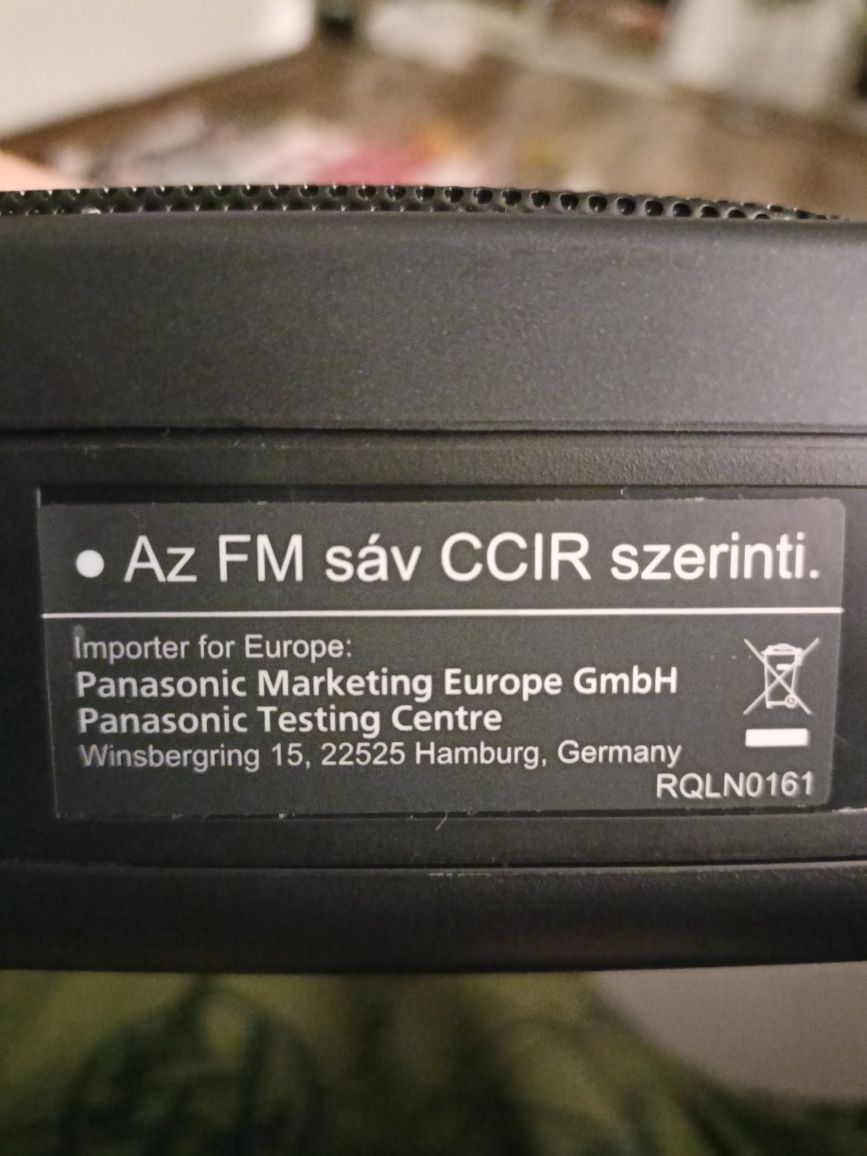 ● Az FM sáv CCIR szerinti.
Importer for Europe:
Panasonic Marketing Europe GmbH
Panasonic Testing Centre
Winsbergring 15, 22525 Hamburg, Germany
RQLN0161